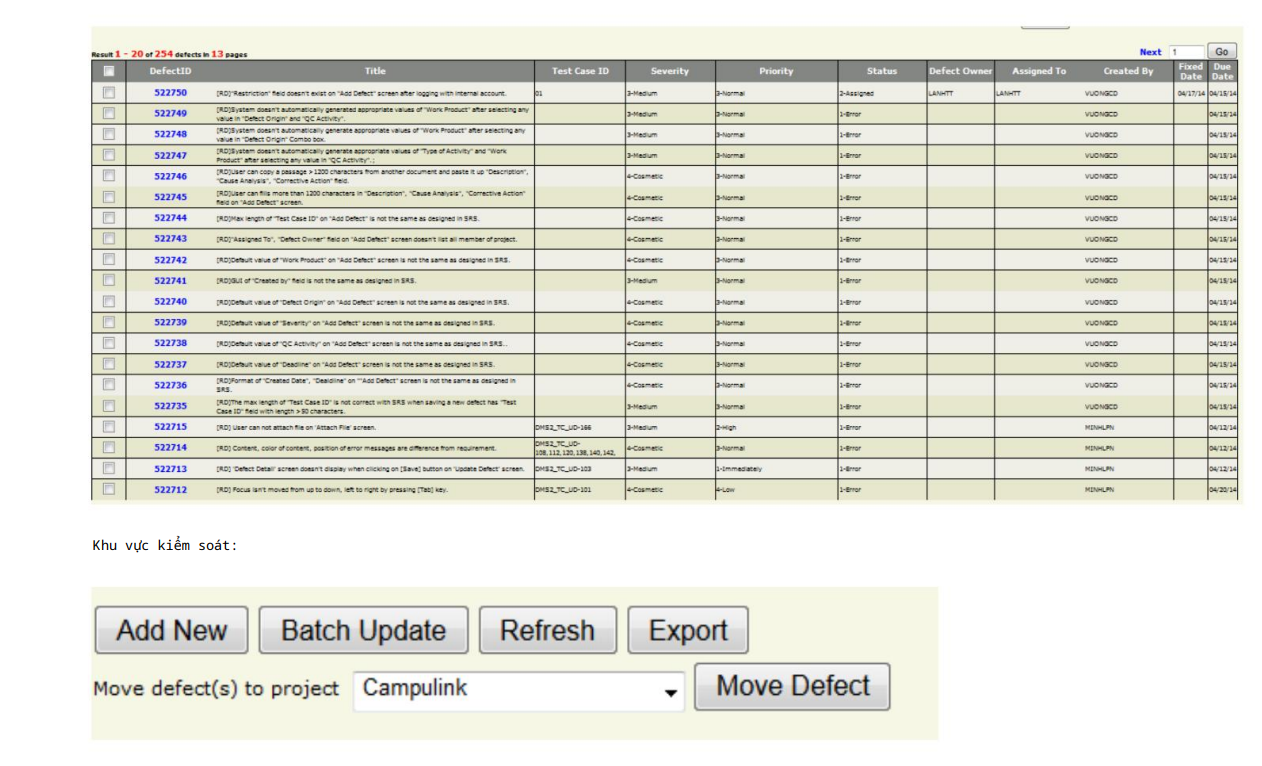 Result 1 - 20 of 254 defects in 13 pages
Next 1 Go
DefectID Title Test Case ID Severity Priority Status Defect Owner Assigned To Created By Fixed Date Due Date
522750 [RD]"Restriction" field doesn't exist on "Add Defect" screen after logging with internal account. 01 3-Medium 3-Normal 2-Assigned LANHTT LANHTT VUONGCD 04/17/14 04/15/14
522749 [RD]System doesn't automatically generated appropriate values of "Work Product" after selecting any
value in "Defect Origin" and "QC Activity". 3-Medium 3-Normal 1-Error VUONGCD 04/15/14
522748 [RD]System doesn't automatically generate appropriate values of "Work Product" after selecting any
value in "Defect Origin" Combo box. 3-Medium 3-Normal 1-Error VUONGCD 04/15/14
522747 [RD]System doesn't automatically generate appropriate values of "Type of Activity" and "Work
Product" after selecting any value in "QC Activity". ; 3-Medium 3-Normal 1-Error VUONGCD 04/15/14
522746 [RD]User can copy a passage > 1200 characters from another document and paste it up "Description",
"Cause Analysis", "Corrective Action" field. 4-Cosmetic 3-Normal 1-Error VUONGCD 04/15/14
522745 [RD]User can fills more than 1200 characters in "Description", "Cause Analysis", "Corrective Action"
field on "Add Defect" screen. 4-Cosmetic 3-Normal 1-Error VUONGCD 04/15/14
522744 [RD]Max length of "Test Case ID" on "Add Defect" is not the same as designed in SRS. 4-Cosmetic 3-Normal 1-Error VUONGCD 04/15/14
522743 [RD]"Assigned To", "Defect Owner" field on "Add Defect" screen doesn't list all member of project. 4-Cosmetic 3-Normal 1-Error VUONGCD 04/15/14
522742 [RD]Default value of "Work Product" on "Add Defect" screen is not the same as designed in SRS. 4-Cosmetic 3-Normal 1-Error VUONGCD 04/15/14
522741 [RD]GUI of "Created by" field is not the same as designed in SRS. 3-Medium 3-Normal 1-Error VUONGCD 04/15/14
522740 [RD]Default value of "Defect Origin" on "Add Defect" screen is not the same as designed in SRS. 4-Cosmetic 3-Normal 1-Error VUONGCD 04/15/14
522739 [RD]Default value of "Severity" on "Add Defect" screen is not the same as designed in SRS. 4-Cosmetic 3-Normal 1-Error VUONGCD 04/15/14
522738 [RD]Default value of "QC Activity" on "Add Defect" screen is not the same as designed in SRS.. 4-Cosmetic 3-Normal 1-Error VUONGCD 04/15/14
522737 [RD]Default value of "Deadline" on "Add Defect" screen is not the same as designed in SRS. 4-Cosmetic 3-Normal 1-Error VUONGCD 04/15/14
522736 [RD]Format of "Created Date", "Deaidline" on ""Add Defect" screen is not the same as designed in
SRS. 4-Cosmetic 3-Normal 1-Error VUONGCD 04/15/14
522735 [RD]The max length of "Test Case ID" is not correct with SRS when saving a new defect has "Test
Case ID" field with length > 50 characters. 3-Medium 3-Normal 1-Error VUONGCD 04/15/14
522715 [RD] User can not attach file on 'Attach File' screen. DMS2_TC_UD-166 3-Medium 2-High 1-Error MINHLPN 04/12/14
522714 [RD] Content, color of content, position of error messages are difference from requirement. DMS2_TC_UD-
108,112,120,138,140,142, 4-Cosmetic 3-Normal 1-Error MINHLPN 04/12/14
522713 [RD] 'Defect Detail' screen doesn't display when clicking on [Save] button on 'Update Defect' screen. DMS2_TC_UD-103 3-Medium 1-Immediately 1-Error MINHLPN 04/12/14
522712 [RD] Focus isn't moved from up to down, left to right by pressing [Tab] key. DMS2_TC_UD-101 4-Cosmetic 4-Low 1-Error MINHLPN 04/20/14
Khu vực kiểm soát:
Add New Batch Update Refresh Export
Move defect(s) to project Campulink Move Defect